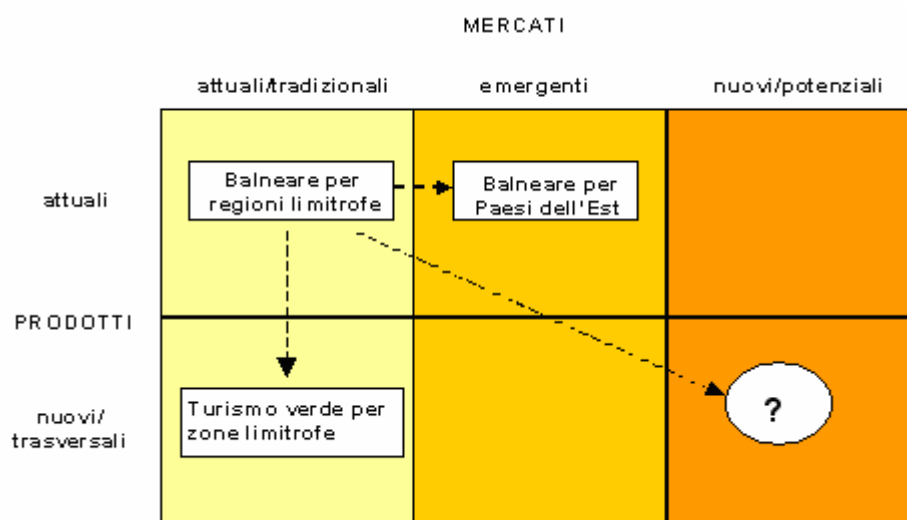 MERCATI
attuali/tradizionali
emergenti
nuovi/potenziali
attuali
Balneare per
regioni limitrofe
Balneare per
Paesi dell'Est
PRODOTTI
nuovi/
trasversali
Turismo verde per
zone limitrofe
?